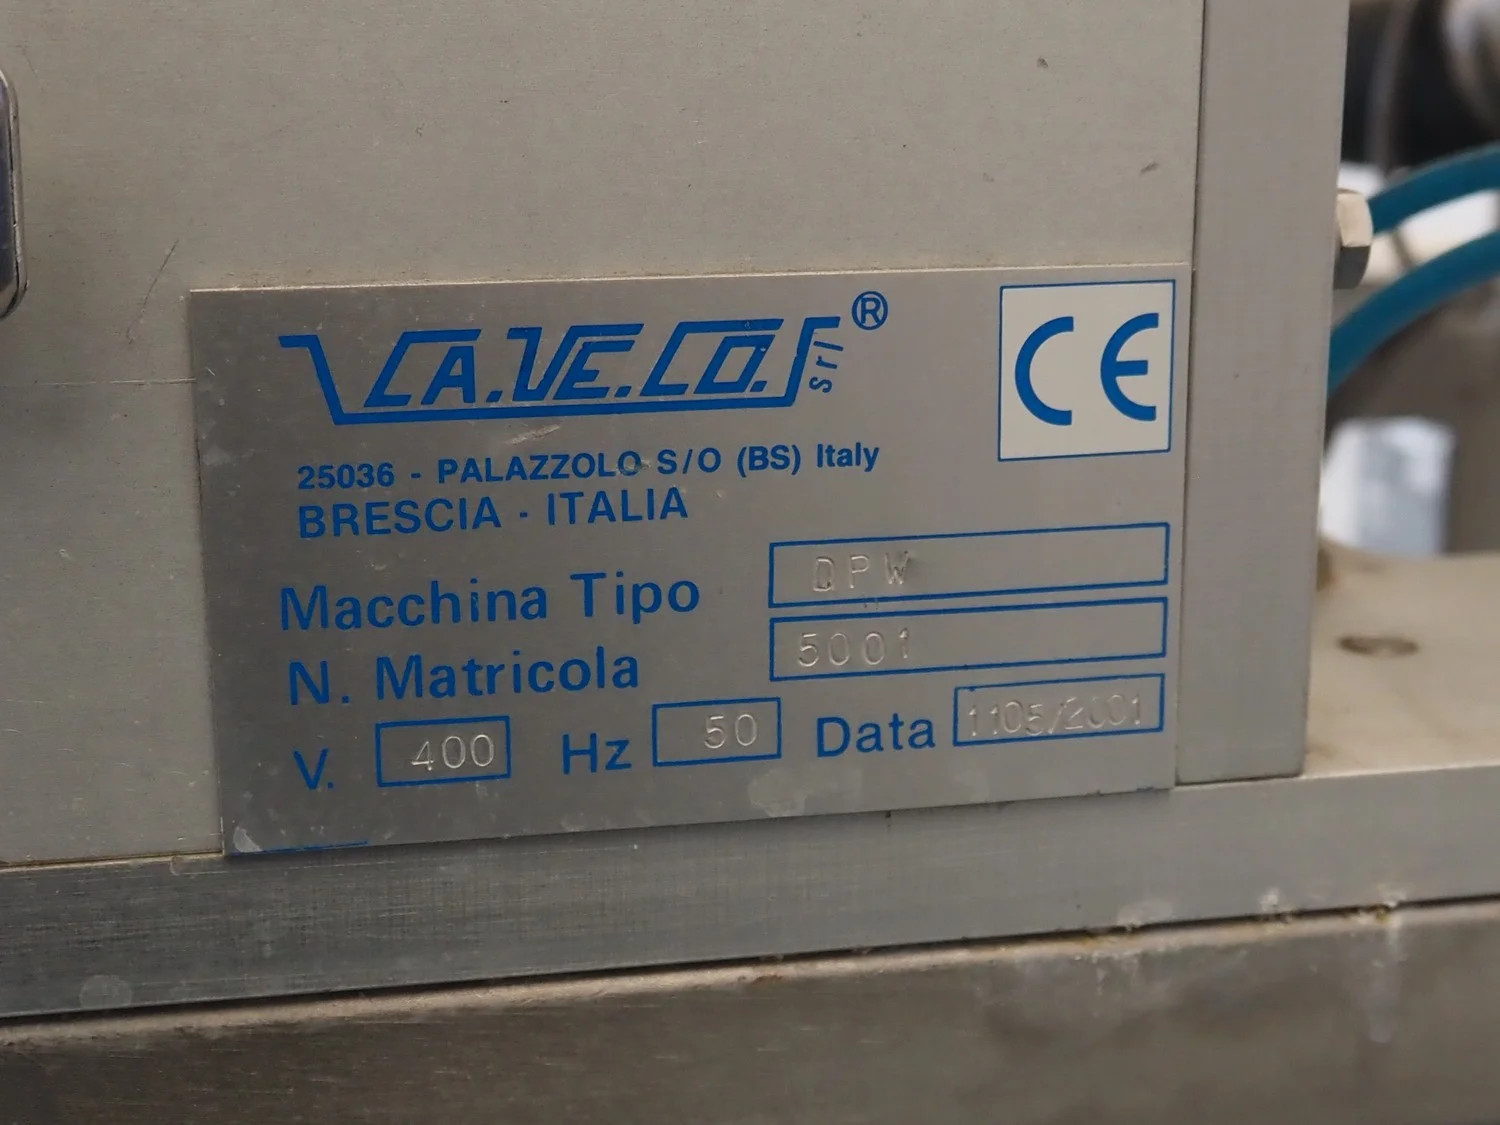 CA.VE.CO. srl ®
CE
25036 - PALAZZOLO S/O (BS) Italy
BRESCIA - ITALIA
Macchina Tipo DPW
N. Matricola 5001
V. 400 Hz 50 Data 1105/2001